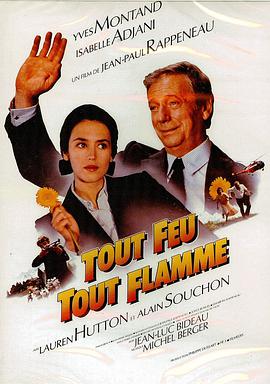 YVES MONTAND
ISABELLE ADJANI
UN FILM DE JEAN-PAUL RAPPENEAU
TOUT FEU
TOUT FLAMME
AVEC
LAUREN HUTTON ET ALAIN SOUCHON
JEAN-LUC BIDEAU
MICHEL BERGER